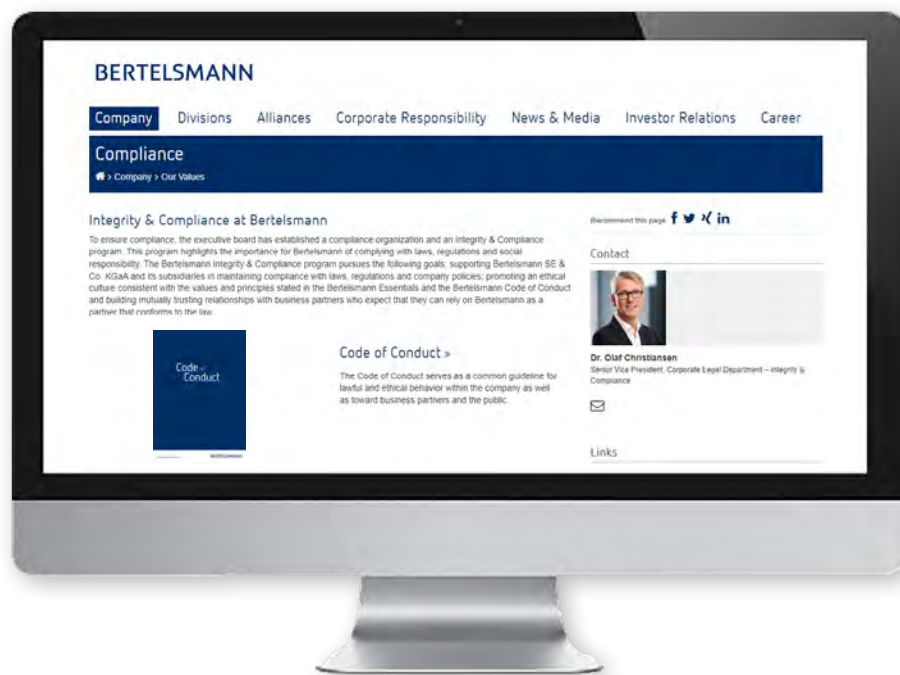 BERTELSMANN
Company Divisions Alliances Corporate Responsibility News & Media Investor Relations Career
Compliance
> Company > Our Values
Integrity & Compliance at Bertelsmann
To ensure compliance, the executive board has established a compliance organization and an Integrity & Compliance
program. This program highlights the importance for Bertelsmann of complying with laws, regulations and social
responsibility. The Bertelsmann Integrity & Compliance program pursues the following goals: supporting Bertelsmann SE &
Co. KGaA and its subsidiaries in maintaining compliance with laws, regulations and company policies; promoting an ethical
culture consistent with the values and principles stated in the Bertelsmann Essentials and the Bertelsmann Code of Conduct
and building mutually trusting relationships with business partners who expect that they can rely on Bertelsmann as a
partner that conforms to the law.
Code of
Conduct
BERTELSMANN
Code of Conduct »
The Code of Conduct serves as a common guideline for
lawful and ethical behavior within the company as well
as toward business partners and the public.
Recommend this page
Contact
Dr. Olaf Christiansen
Senior Vice President, Corporate Legal Department – Integrity &
Compliance
Links